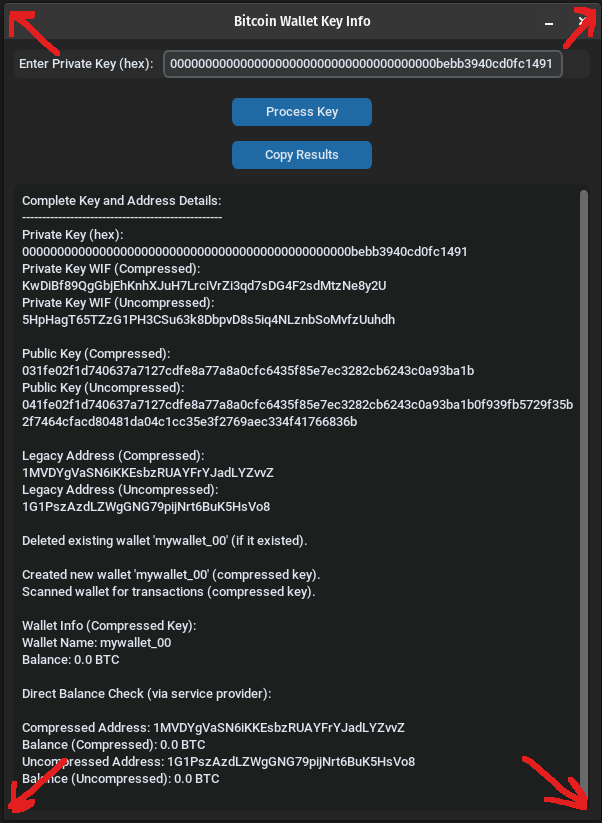 Bitcoin Wallet Key Info
Enter Private Key (hex): 000000000000000000000000000000000000000bebb3940cd0fc1491
Process Key
Copy Results
Complete Key and Address Details:
--------------------------------------------------
Private Key (hex):
000000000000000000000000000000000000000000000000bebb3940cd0fc1491
Private Key WIF (Compressed):
KwDiBf89QgGbjEhKnhXJuH7LrciVrZi3qd7sDG4F2sdMtzNe8y2U
Private Key WIF (Uncompressed):
5HpHagT65TZzG1PH3CSu63k8DbpvD8s5iq4NLznbSoMvfzUuhdh
Public Key (Compressed):
031fe02f1d740637a7127cdfe8a77a8a0cfc6435f85e7ec3282cb6243c0a93ba1b
Public Key (Uncompressed):
041fe02f1d740637a7127cdfe8a77a8a0cfc6435f85e7ec3282cb6243c0a93ba1b0f939fb5729f35b
2f7464cfacd80481da04c1cc35e3f2769aec334f41766836b
Legacy Address (Compressed):
1MVDYgVaSN6iKKEsbzRUAYFrYJadLYZvvZ
Legacy Address (Uncompressed):
1G1PszAzdLZWgGNG79pijNrt6BuK5HsVo8
Deleted existing wallet 'mywallet_00' (if it existed).
Created new wallet 'mywallet_00' (compressed key).
Scanned wallet for transactions (compressed key).
Wallet Info (Compressed Key):
Wallet Name: mywallet_00
Balance: 0.0 BTC
Direct Balance Check (via service provider):
Compressed Address: 1MVDYgVaSN6iKKEsbzRUAYFrYJadLYZvvZ
Balance (Compressed): 0.0 BTC
Uncompressed Address: 1G1PszAzdLZWgGNG79pijNrt6BuK5HsVo8
Balance (Uncompressed): 0.0 BTC